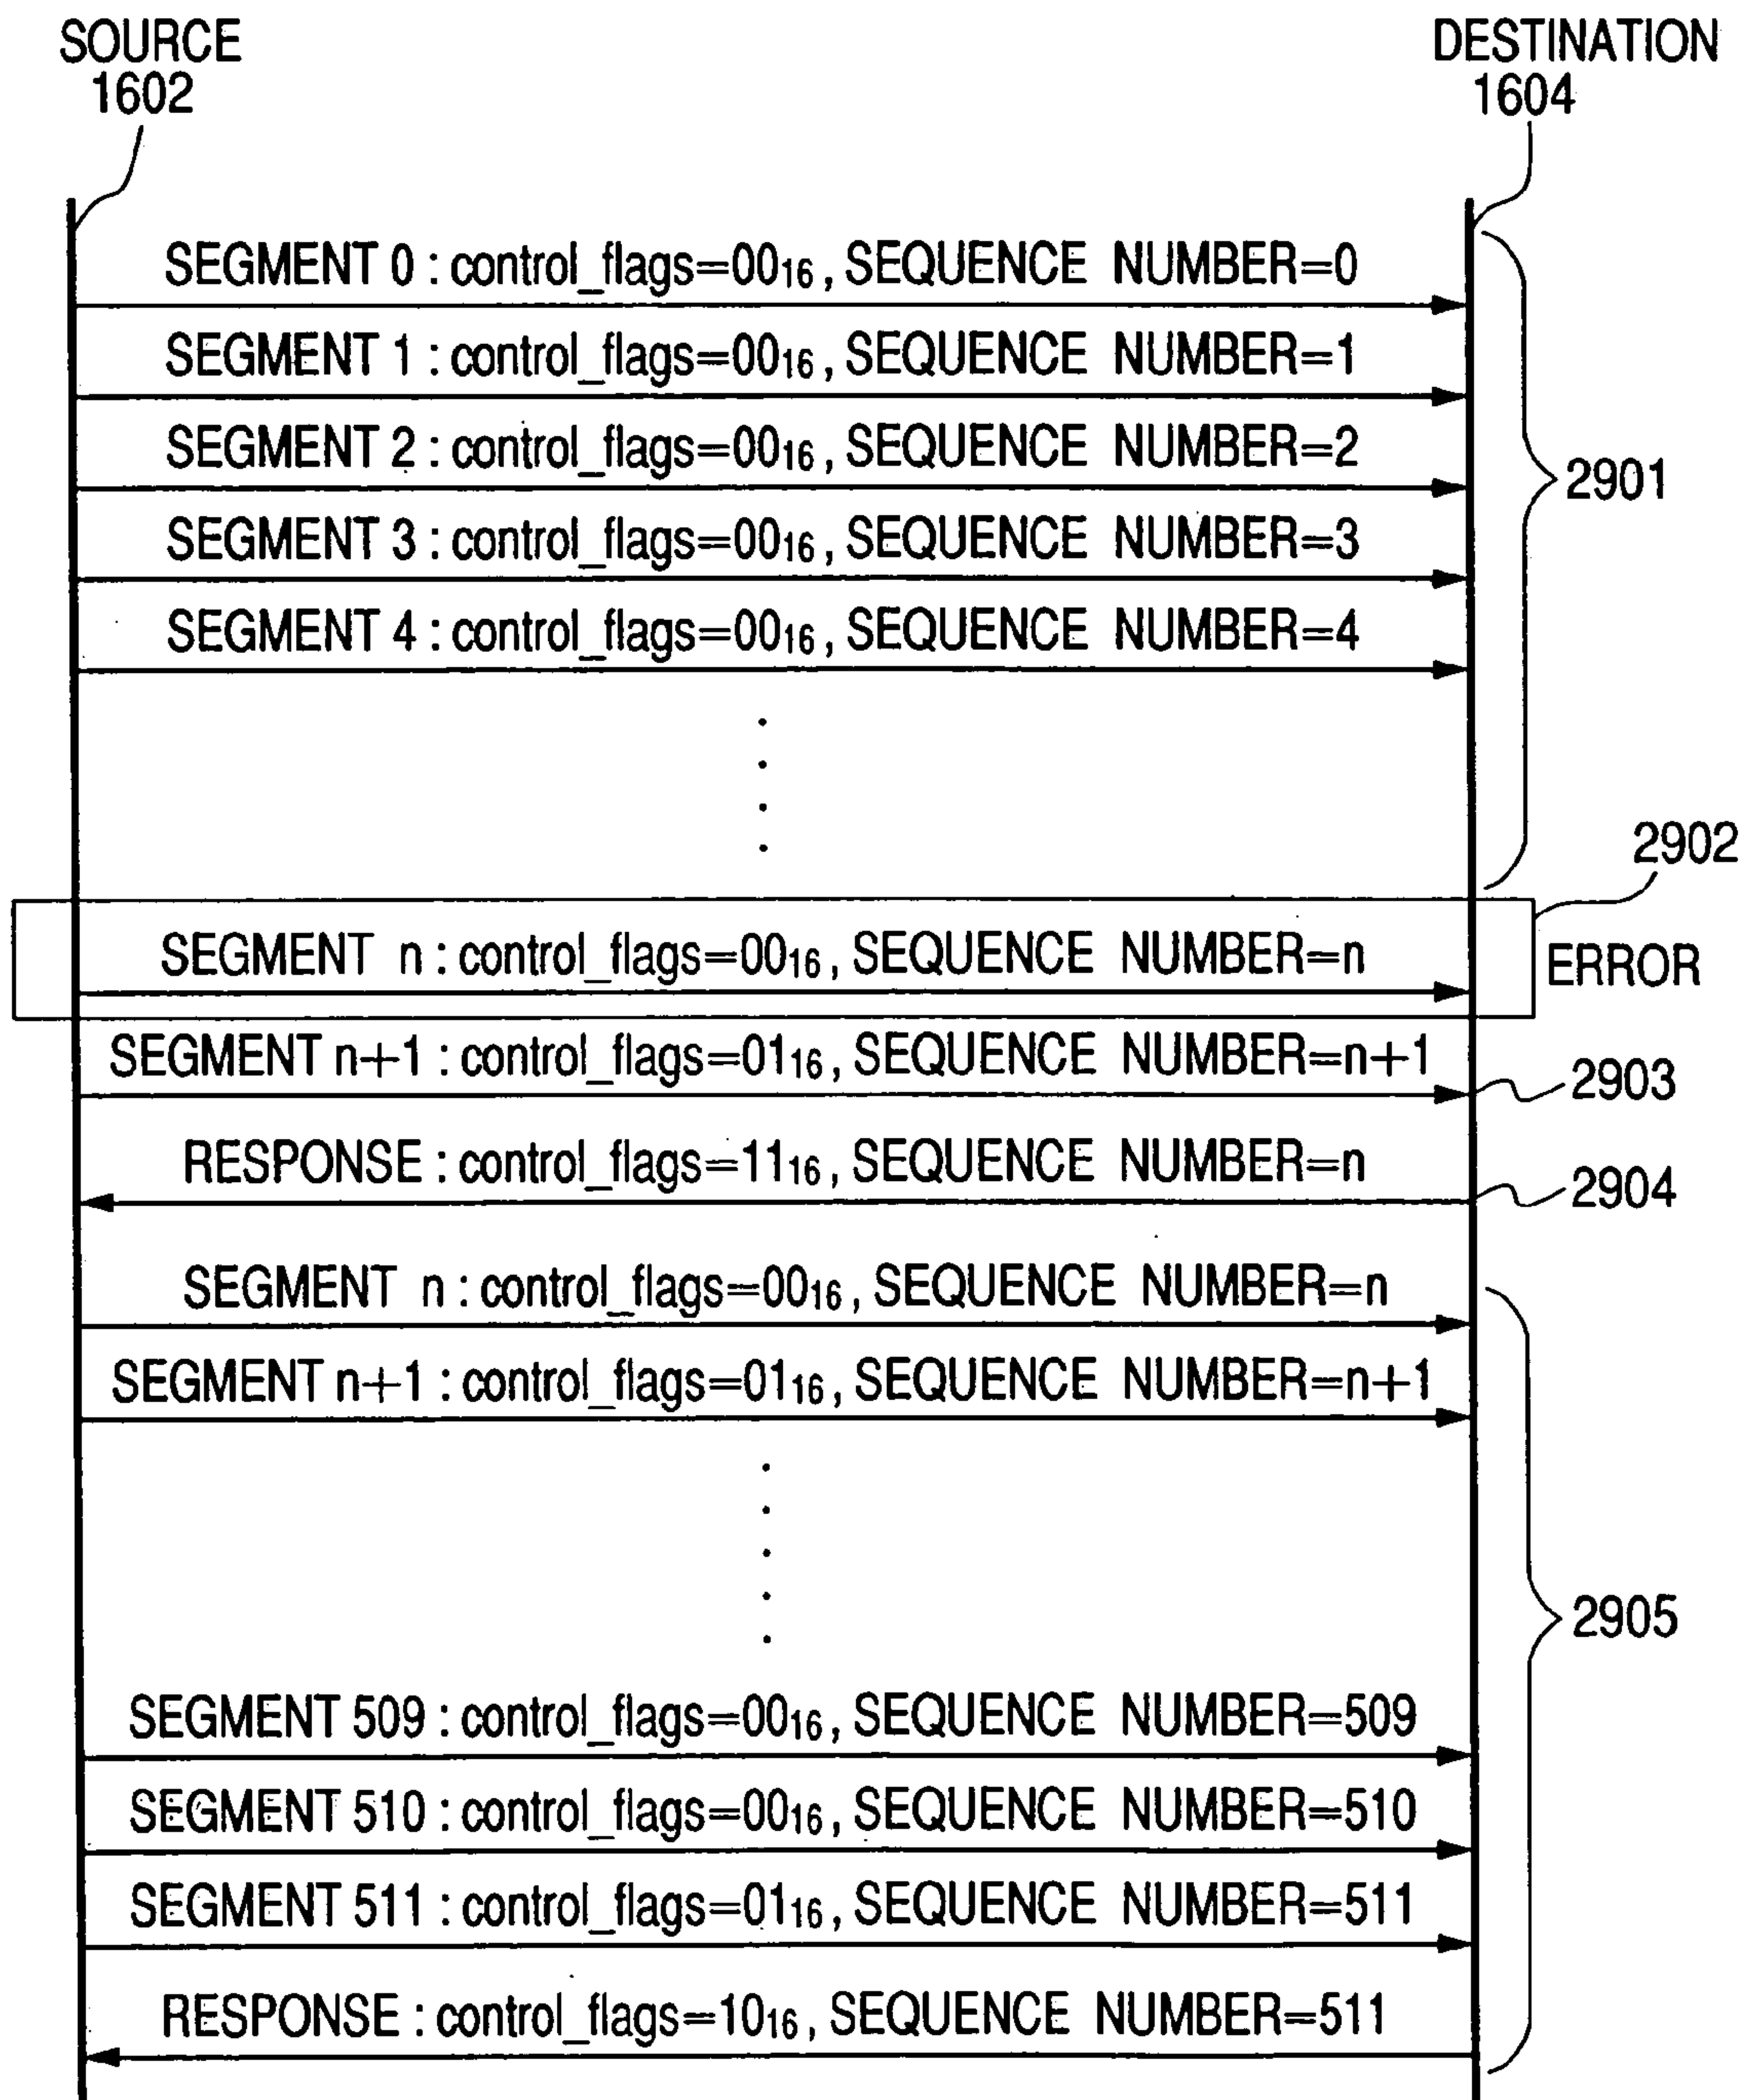 SOURCE
1602
DESTINATION
1604
SEGMENT 0 : control_flags=00₁₆, SEQUENCE NUMBER=0
SEGMENT 1 : control_flags=00₁₆, SEQUENCE NUMBER=1
SEGMENT 2 : control_flags=00₁₆, SEQUENCE NUMBER=2
2901
SEGMENT 3 : control_flags=00₁₆, SEQUENCE NUMBER=3
SEGMENT 4 : control_flags=00₁₆, SEQUENCE NUMBER=4
2902
SEGMENT n : control_flags=00₁₆, SEQUENCE NUMBER=n
ERROR
SEGMENT n+1 : control_flags=01₁₆, SEQUENCE NUMBER=n+1
2903
RESPONSE : control_flags=11₁₆, SEQUENCE NUMBER=n
2904
SEGMENT n : control_flags=00₁₆, SEQUENCE NUMBER=n
SEGMENT n+1 : control_flags=01₁₆, SEQUENCE NUMBER=n+1
2905
SEGMENT 509 : control_flags=00₁₆, SEQUENCE NUMBER=509
SEGMENT 510 : control_flags=00₁₆, SEQUENCE NUMBER=510
SEGMENT 511 : control_flags=01₁₆, SEQUENCE NUMBER=511
RESPONSE : control_flags=10₁₆, SEQUENCE NUMBER=511